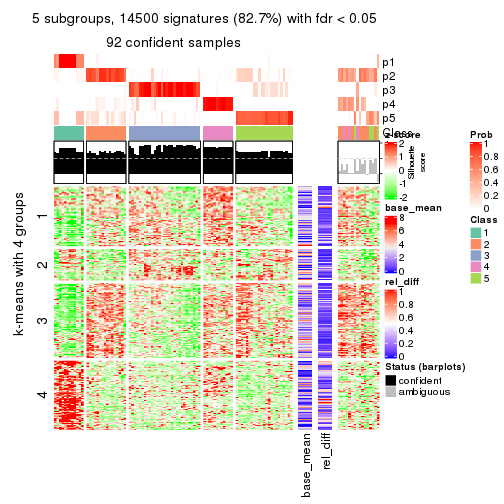 5 subgroups, 14500 signatures (82.7%) with fdr < 0.05
92 confident samples
p1
p2
p3
p4
p5
Class
k-means with 4 groups
1
2
3
4
Silhouette
score
base_mean
rel_diff
z-score
2
1
0
-1
-2
base_mean
8
6
4
2
0
rel_diff
1
0.8
0.6
0.4
0.2
0
Status (barplots)
confident
ambiguous
Prob
1
0.8
0.6
0.4
0.2
0
Class
1
2
3
4
5